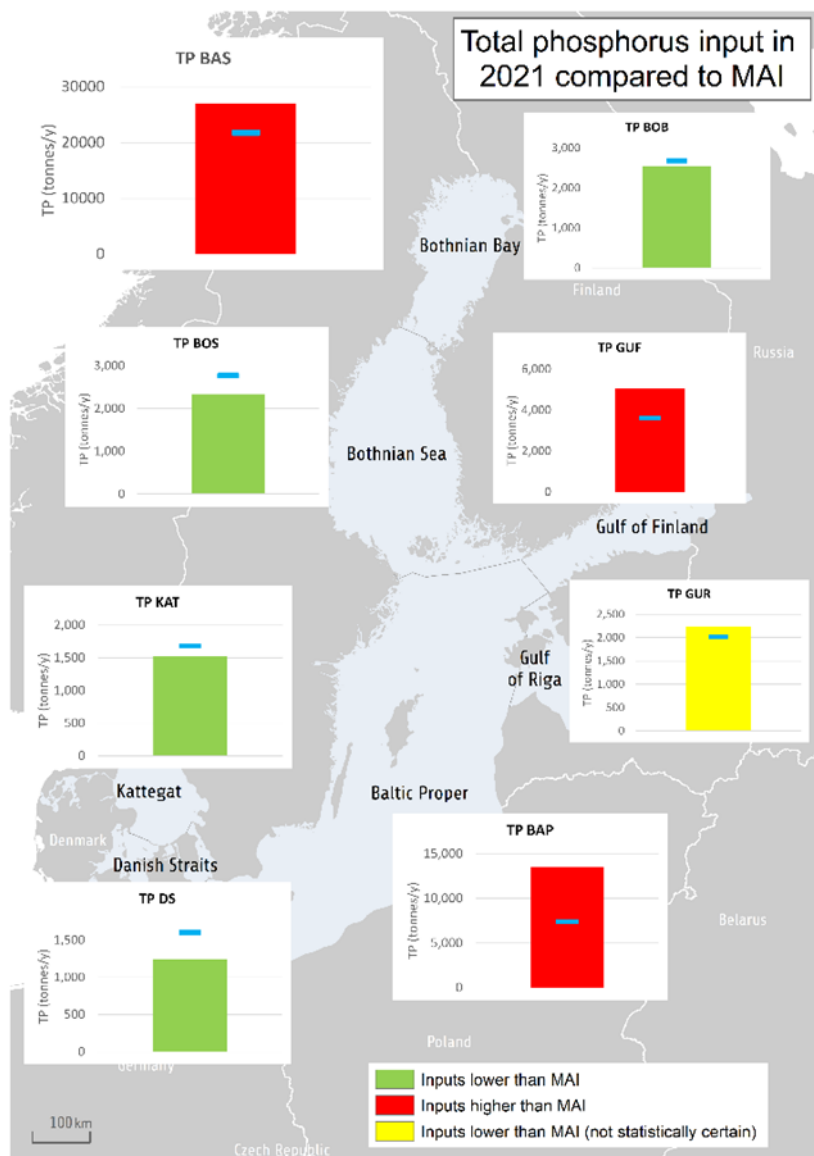 Total phosphorus input in
2021 compared to MAI
TP BAS
TP (tonnes/y)
30000
20000
10000
0
TP BOB
TP (tonnes/y)
3,000
2,000
1,000
0
Bothnian Bay
Finland
Russia
TP BOS
TP (tonnes/y)
3,000
2,000
1,000
0
TP GUF
TP (tonnes/y)
6,000
4,000
2,000
0
Bothnian Sea
Gulf of Finland
TP KAT
TP (tonnes/y)
2,000
1,500
1,000
500
0
TP GUR
TP (tonnes/y)
2,500
2,000
1,500
1,000
500
0
Gulf
of Riga
Kattegat
Baltic Proper
Denmark
Danish Straits
TP BAP
TP (tonnes/y)
15,000
10,000
5,000
0
Belarus
TP DS
TP (tonnes/y)
1,500
1,000
500
0
Germany
Poland
Inputs lower than MAI
Inputs higher than MAI
Inputs lower than MAI (not statistically certain)
100 km
Czech Republic